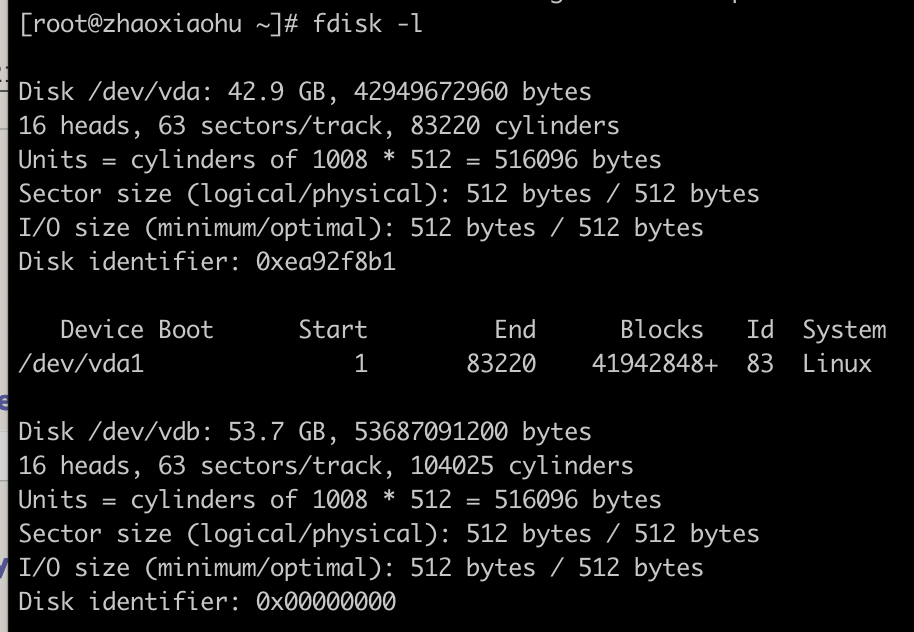 [root@zhaoxiaohu ~]# fdisk -l
Disk /dev/vda: 42.9 GB, 42949672960 bytes
16 heads, 63 sectors/track, 83220 cylinders
Units = cylinders of 1008 * 512 = 516096 bytes
Sector size (logical/physical): 512 bytes / 512 bytes
I/O size (minimum/optimal): 512 bytes / 512 bytes
Disk identifier: 0xea92f8b1
Device Boot Start End Blocks Id System
/dev/vda1 1 83220 41942848+ 83 Linux
Disk /dev/vdb: 53.7 GB, 53687091200 bytes
16 heads, 63 sectors/track, 104025 cylinders
Units = cylinders of 1008 * 512 = 516096 bytes
Sector size (logical/physical): 512 bytes / 512 bytes
I/O size (minimum/optimal): 512 bytes / 512 bytes
Disk identifier: 0x00000000